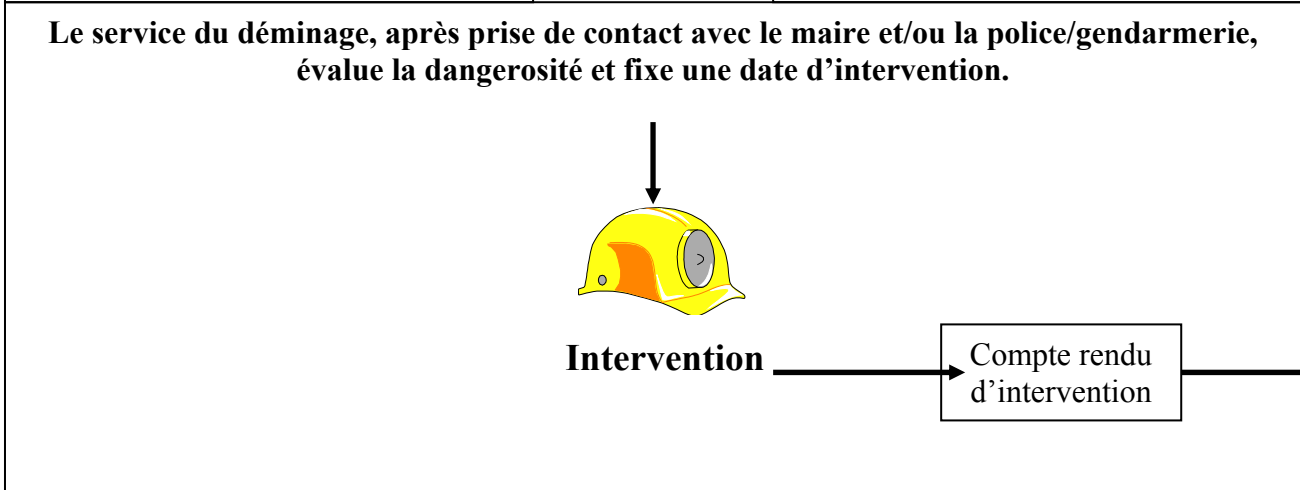 Le service du déminage, après prise de contact avec le maire et/ou la police/gendarmerie,
évalue la dangerosité et fixe une date d’intervention.
Intervention
Compte rendu
d’intervention